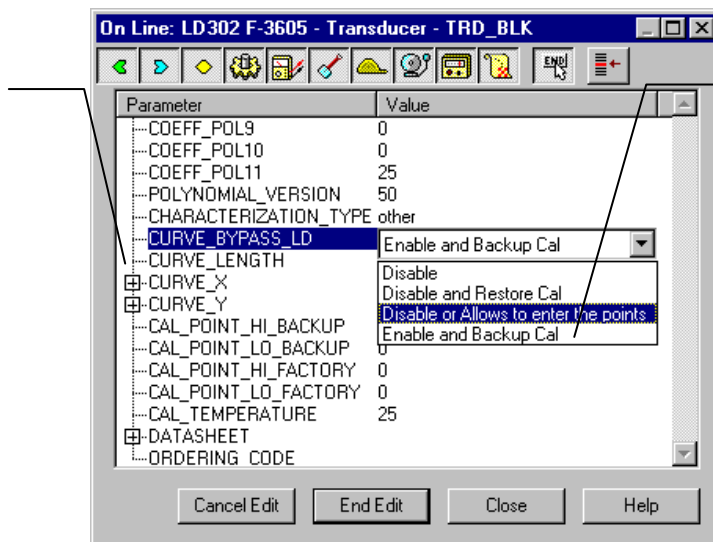 On Line: LD302 F-3605 - Transducer - TRD_BLK
END
Parameter Value
COEFF_POL9 0
COEFF_POL10 0
COEFF_POL11 25
POLYNOMIAL_VERSION 50
CHARACTERIZATION_TYPE other
CURVE_BYPASS_LD Enable and Backup Cal
CURVE_LENGTH
Disable
CURVE_X
Disable and Restore Cal
CURVE_Y
Disable or Allows to enter the points
CAL_POINT_HI_BACKUP
Enable and Backup Cal
CAL_POINT_LO_BACKUP 0
CAL_POINT_HI_FACTORY 0
CAL_POINT_LO_FACTORY 0
CAL_TEMPERATURE 25
DATASHEET
ORDERING_CODE
Cancel Edit End Edit Close Help